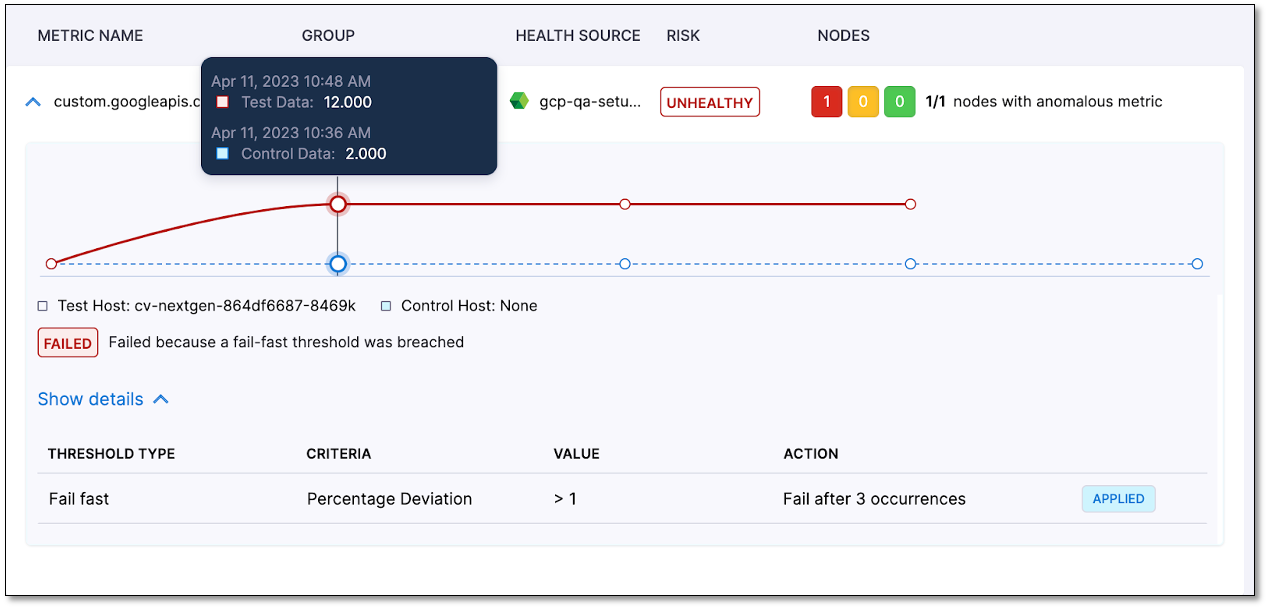 METRIC NAME GROUP HEALTH SOURCE RISK NODES
Apr 11, 2023 10:48 AM
Test Data: 12.000
Apr 11, 2023 10:36 AM
Control Data: 2.000
custom.googleapis.c gcp-qa-setu... UNHEALTHY 1 0 0 1/1 nodes with anomalous metric
Test Host: cv-nextgen-864df6687-8469k Control Host: None
FAILED Failed because a fail-fast threshold was breached
Show details
THRESHOLD TYPE CRITERIA VALUE ACTION
Fail fast Percentage Deviation > 1 Fail after 3 occurrences APPLIED